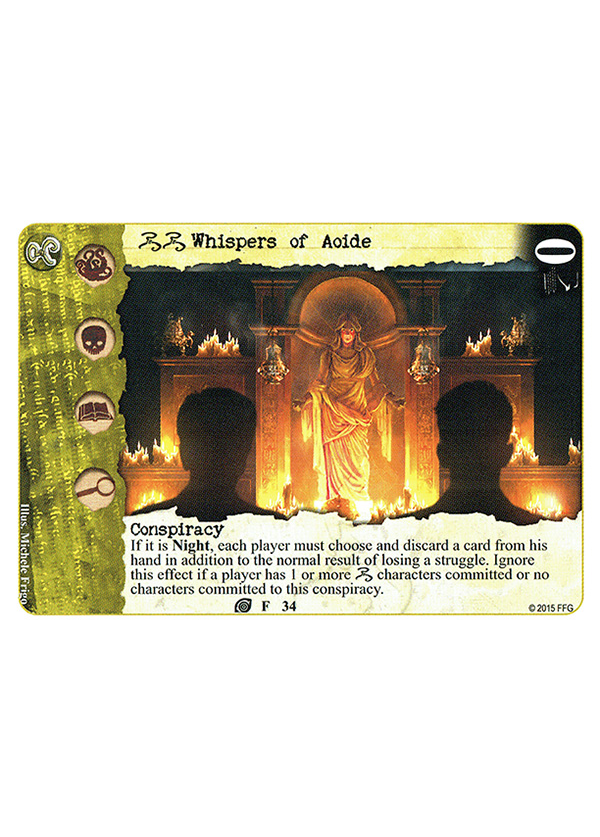 Whispers of Aoide
0
Conspiracy
If it is Night, each player must choose and discard a card from his
hand in addition to the normal result of losing a struggle. Ignore
this effect if a player has 1 or more characters committed or no
characters committed to this conspiracy.
F 34
© 2015 FFG
Illus. Michele Frigo